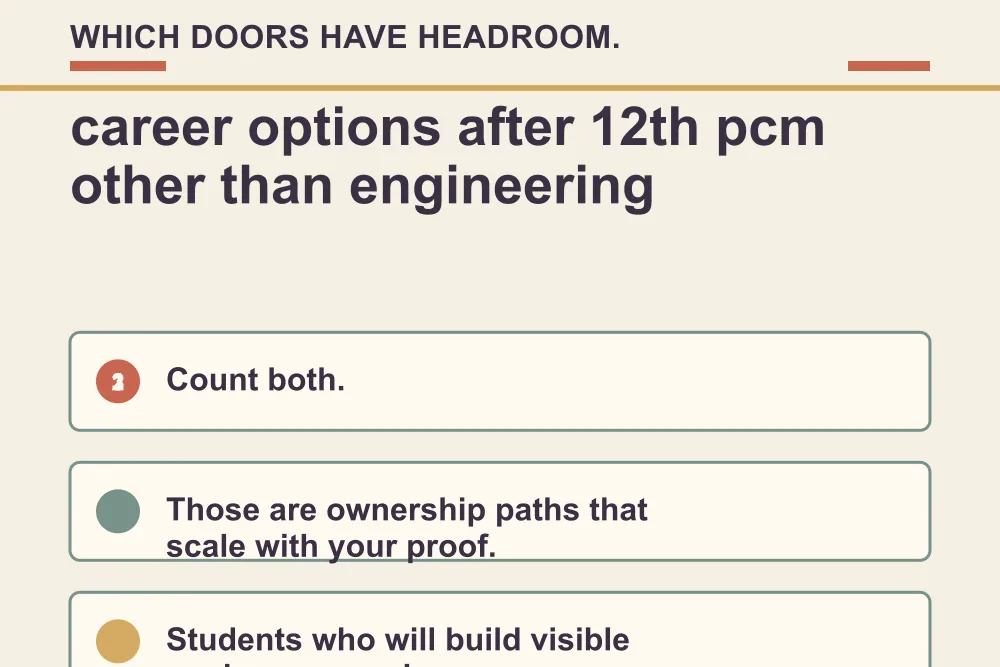 WHICH DOORS HAVE HEADROOM.
career options after 12th pcm
other than engineering
Count both.
Those are ownership paths that
scale with your proof.
Students who will build visible